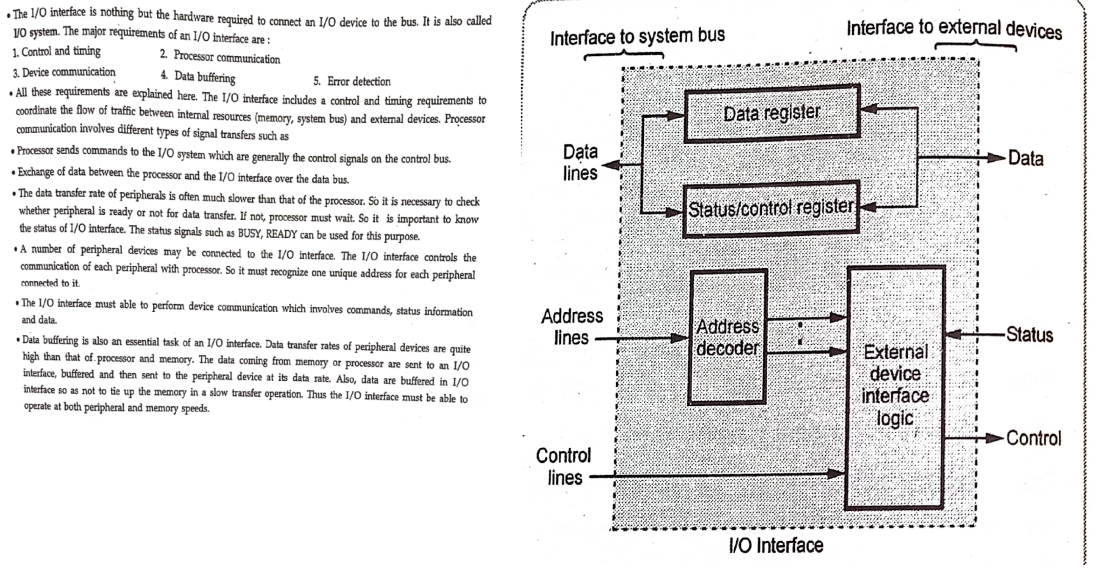 • The I/O interface is nothing but the hardware required to connect an I/O device to the bus. It is also called
I/O system. The major requirements of an I/O interface are :
1. Control and timing 2. Processor communication
3. Device communication 4. Data buffering 5. Error detection
• All these requirements are explained here. The I/O interface includes a control and timing requirements to
coordinate the flow of traffic between internal resources (memory, system bus) and external devices. Processor
communication involves different types of signal transfers such as
• Processor sends commands to the I/O system which are generally the control signals on the control bus.
• Exchange of data between the processor and the I/O interface over the data bus.
• The data transfer rate of peripherals is often much slower than that of the processor. So it is necessary to check
whether peripheral is ready or not for data transfer. If not, processor must wait. So it is important to know
the status of I/O interface. The status signals such as BUSY, READY can be used for this purpose.
• A number of peripheral devices may be connected to the I/O interface. The I/O interface controls the
communication of each peripheral with processor. So it must recognize one unique address for each peripheral
connected to it.
• The I/O interface must able to perform device communication which involves commands, status information
and data.
• Data buffering is also an essential task of an I/O interface. Data transfer rates of peripheral devices are quite
high than that of processor and memory. The data coming from memory or processor are sent to an I/O
interface, buffered and then sent to the peripheral device at its data rate. Also, data are buffered in I/O
interface so as not to tie up the memory in a slow transfer operation. Thus the I/O interface must be able to
operate at both peripheral and memory speeds.
Interface to system bus
Interface to external devices
Data register
Data
lines
Data
Status/control register
Address
lines
Address
decoder
External
device
interface
logic
Status
Control
Control
lines
I/O Interface